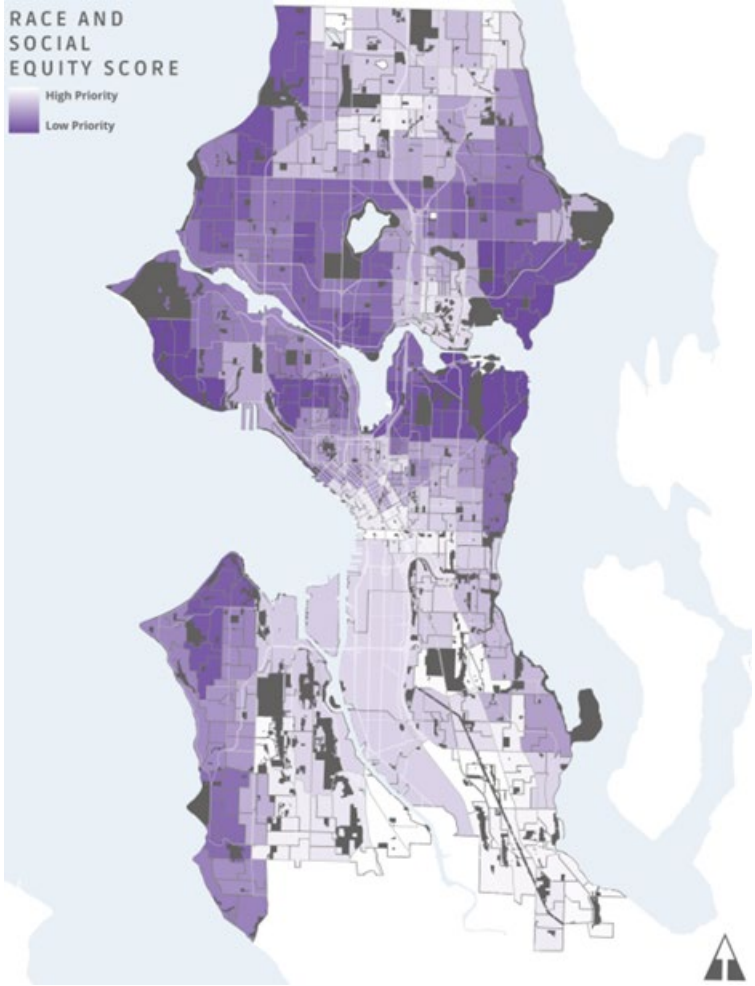 RACE AND
SOCIAL
EQUITY SCORE
High Priority
Low Priority